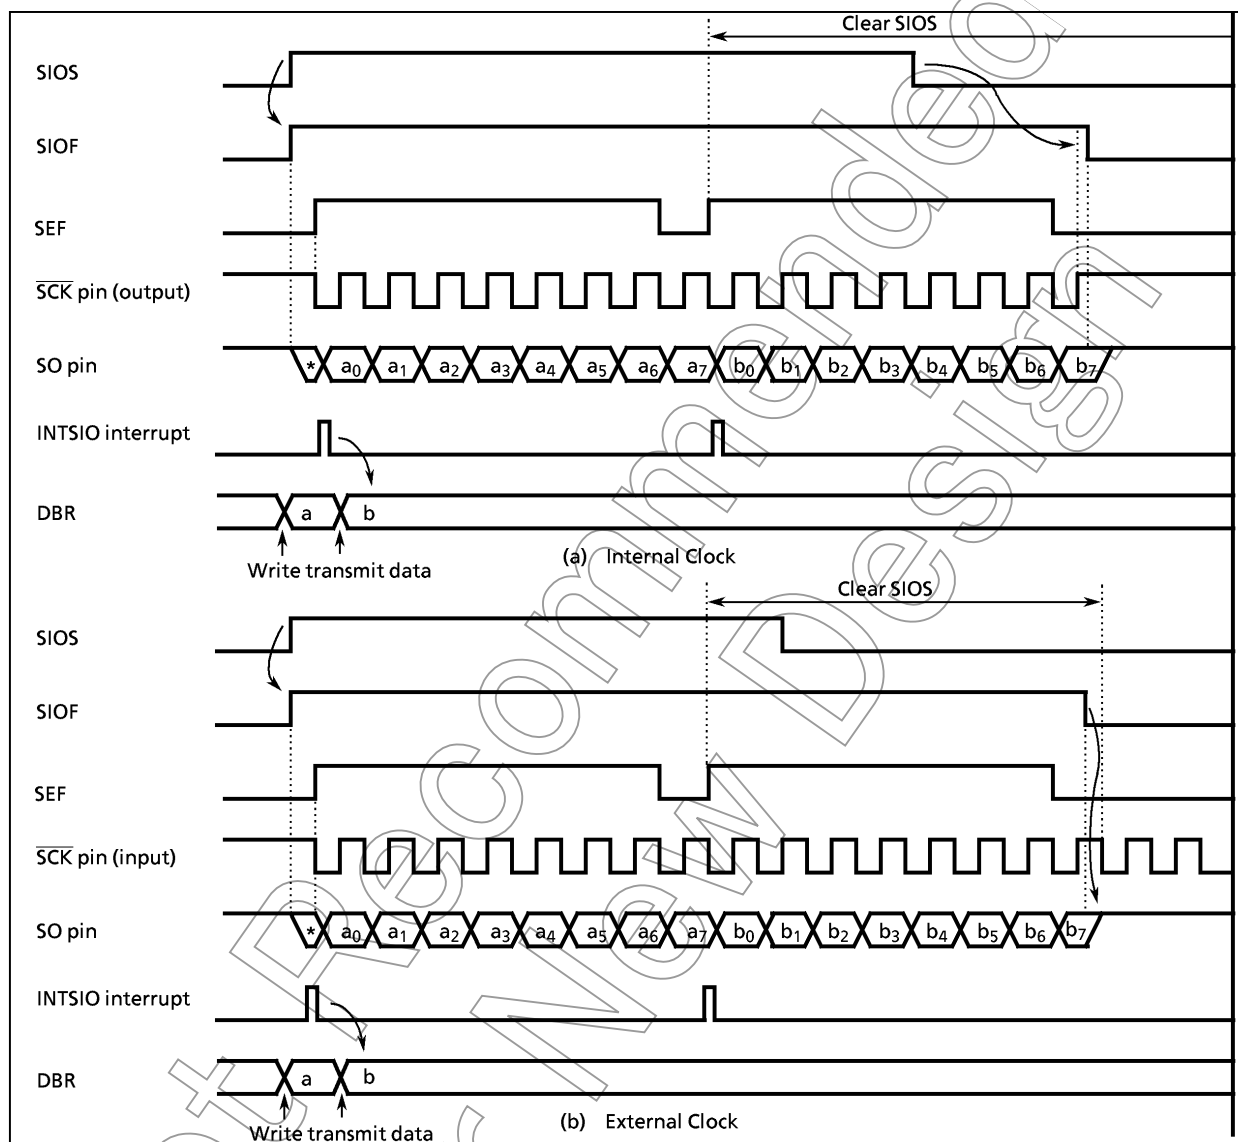 Clear SIOS
SIOS
SIOF
SEF
SCK pin (output)
SO pin * a0 a1 a2 a3 a4 a5 a6 a7 b0 b1 b2 b3 b4 b5 b6 b7
INTSIO interrupt
DBR a b
Write transmit data
(a) Internal Clock
Clear SIOS
SIOS
SIOF
SEF
SCK pin (input)
SO pin * a0 a1 a2 a3 a4 a5 a6 a7 b0 b1 b2 b3 b4 b5 b6 b7
INTSIO interrupt
DBR a b
Write transmit data
(b) External Clock
Recommended
New Design